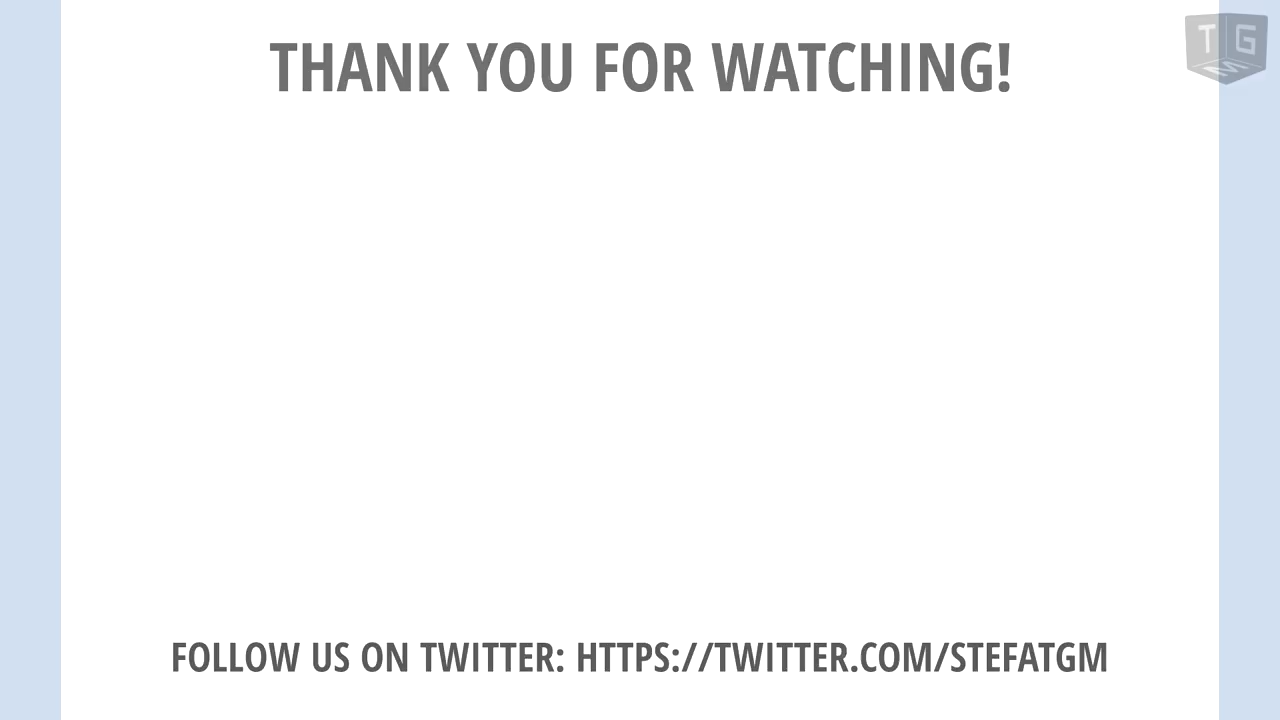 THANK YOU FOR WATCHING!
T G
M
FOLLOW US ON TWITTER: HTTPS://TWITTER.COM/STEFATGM